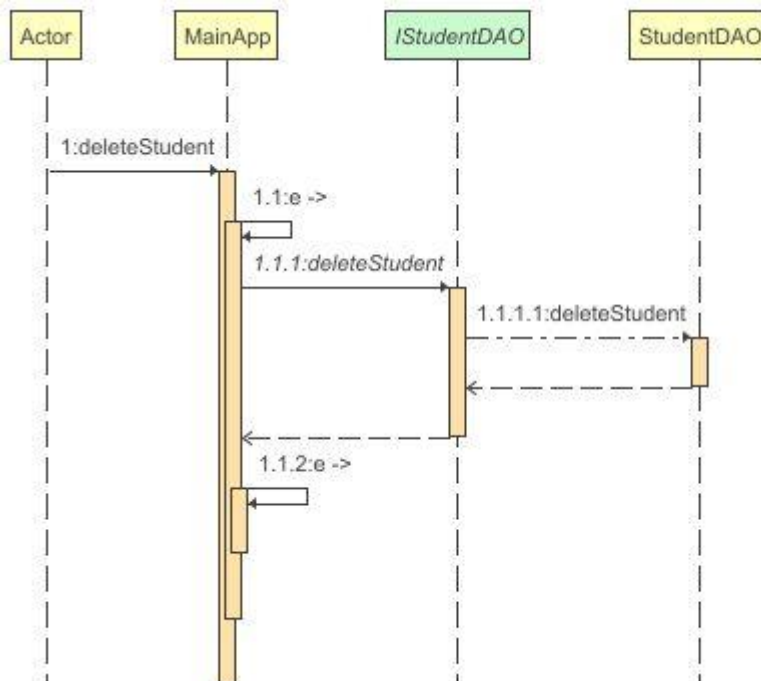 Actor
MainApp
IStudentDAO
StudentDAO
1:deleteStudent
1.1:e ->
1.1.1:deleteStudent
1.1.1.1:deleteStudent
1.1.2:e ->